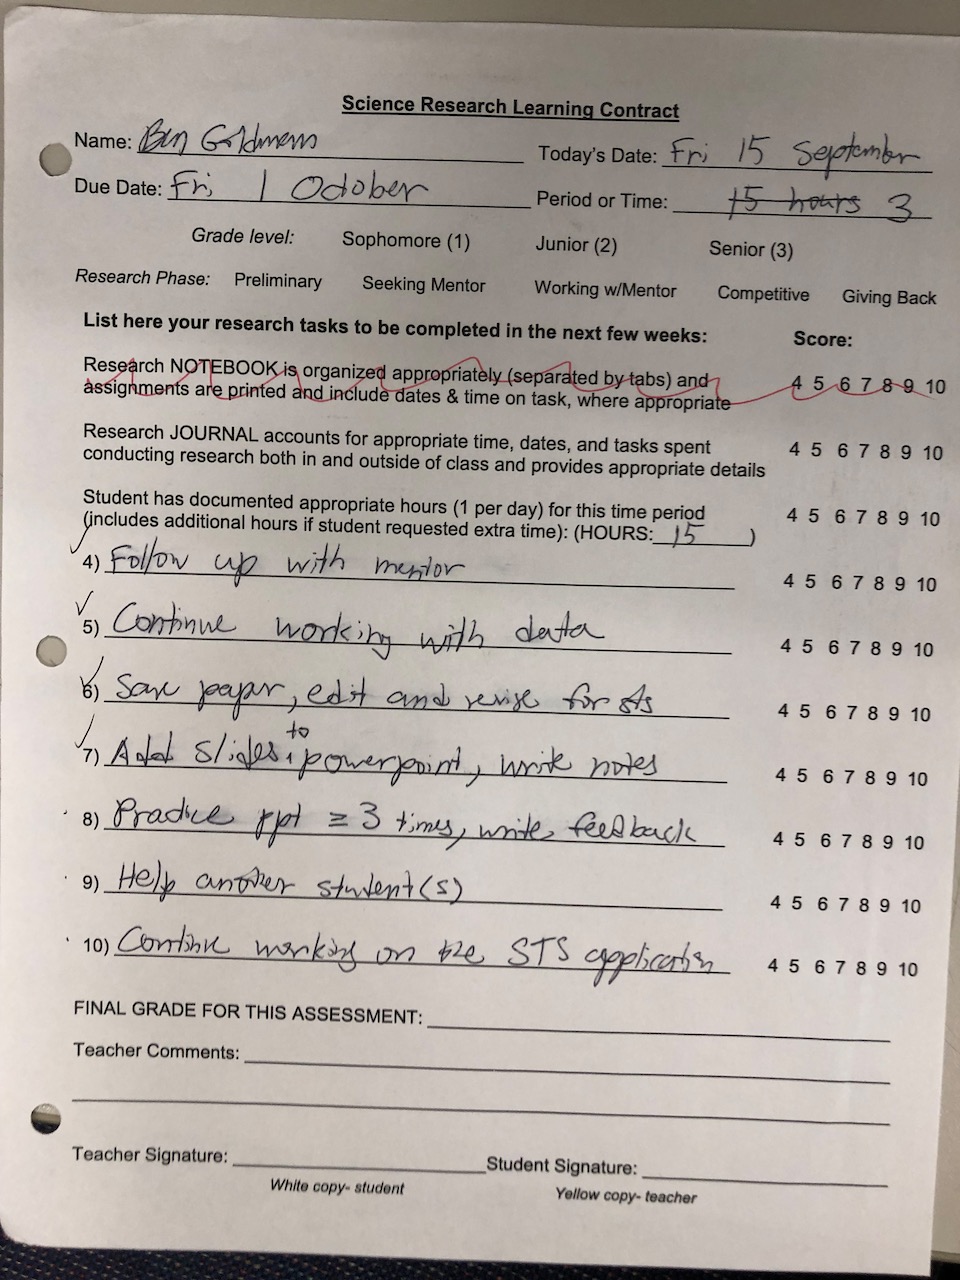 Science Research Learning Contract
Name: Ben Goldmens Today's Date: Fri 15 September
Due Date: Fri 1 October Period or Time: 15 hours 3
Grade level: Sophomore (1) Junior (2) Senior (3)
Research Phase: Preliminary Seeking Mentor Working w/Mentor Competitive Giving Back
List here your research tasks to be completed in the next few weeks: Score:
Research NOTEBOOK is organized appropriately (separated by tabs) and
assignments are printed and include dates & time on task, where appropriate 4 5 6 7 8 9 10
Research JOURNAL accounts for appropriate time, dates, and tasks spent
conducting research both in and outside of class and provides appropriate details 4 5 6 7 8 9 10
Student has documented appropriate hours (1 per day) for this time period
(includes additional hours if student requested extra time): (HOURS: 15 ) 4 5 6 7 8 9 10
4) Follow up with mentor 4 5 6 7 8 9 10
5) Continue working with data 4 5 6 7 8 9 10
6) Save paper, edit and revise for sts 4 5 6 7 8 9 10
7) Add slides to powerpoint, write notes 4 5 6 7 8 9 10
8) Practice ppt ≥ 3 times, write feedback 4 5 6 7 8 9 10
9) Help another student(s) 4 5 6 7 8 9 10
10) Continue working on the STS application 4 5 6 7 8 9 10
FINAL GRADE FOR THIS ASSESSMENT:
Teacher Comments:
Teacher Signature: Student Signature:
White copy- student Yellow copy- teacher